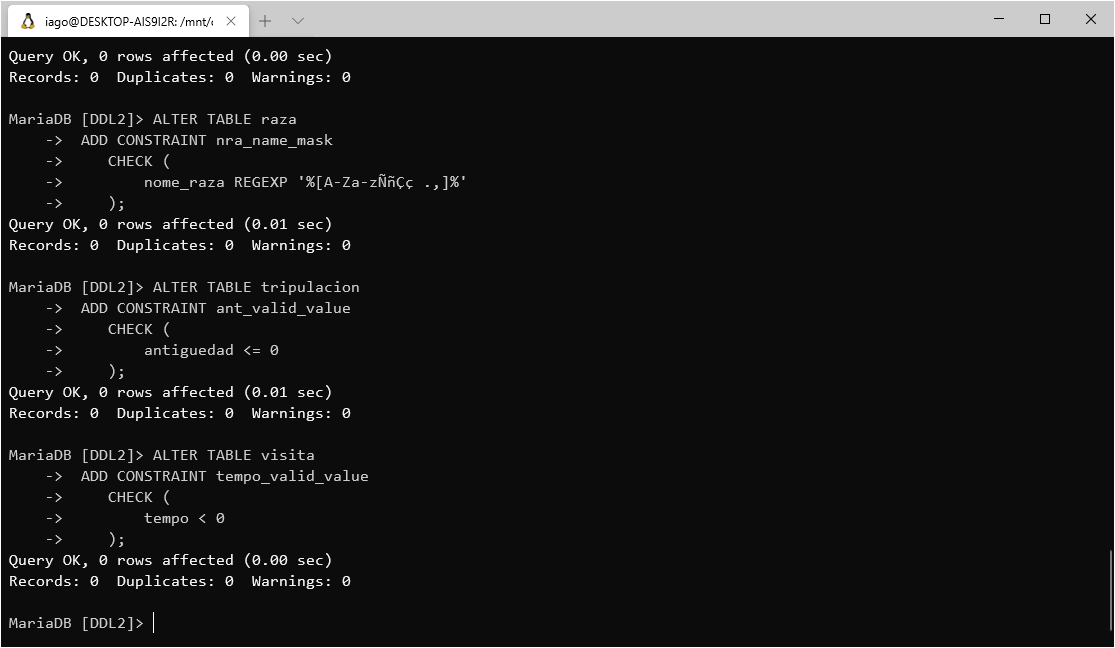 iago@DESKTOP-AIS9I2R: /mnt/
Query OK, 0 rows affected (0.00 sec)
Records: 0  Duplicates: 0  Warnings: 0
MariaDB [DDL2]> ALTER TABLE raza
    ->  ADD CONSTRAINT nra_name_mask
    ->     CHECK (
    ->         nome_raza REGEXP '%[A-Za-zÑñÇç .,]%'
    ->     );
Query OK, 0 rows affected (0.01 sec)
Records: 0  Duplicates: 0  Warnings: 0
MariaDB [DDL2]> ALTER TABLE tripulacion
    ->  ADD CONSTRAINT ant_valid_value
    ->     CHECK (
    ->         antiguedad <= 0
    ->     );
Query OK, 0 rows affected (0.01 sec)
Records: 0  Duplicates: 0  Warnings: 0
MariaDB [DDL2]> ALTER TABLE visita
    ->  ADD CONSTRAINT tempo_valid_value
    ->     CHECK (
    ->         tempo < 0
    ->     );
Query OK, 0 rows affected (0.00 sec)
Records: 0  Duplicates: 0  Warnings: 0
MariaDB [DDL2]>